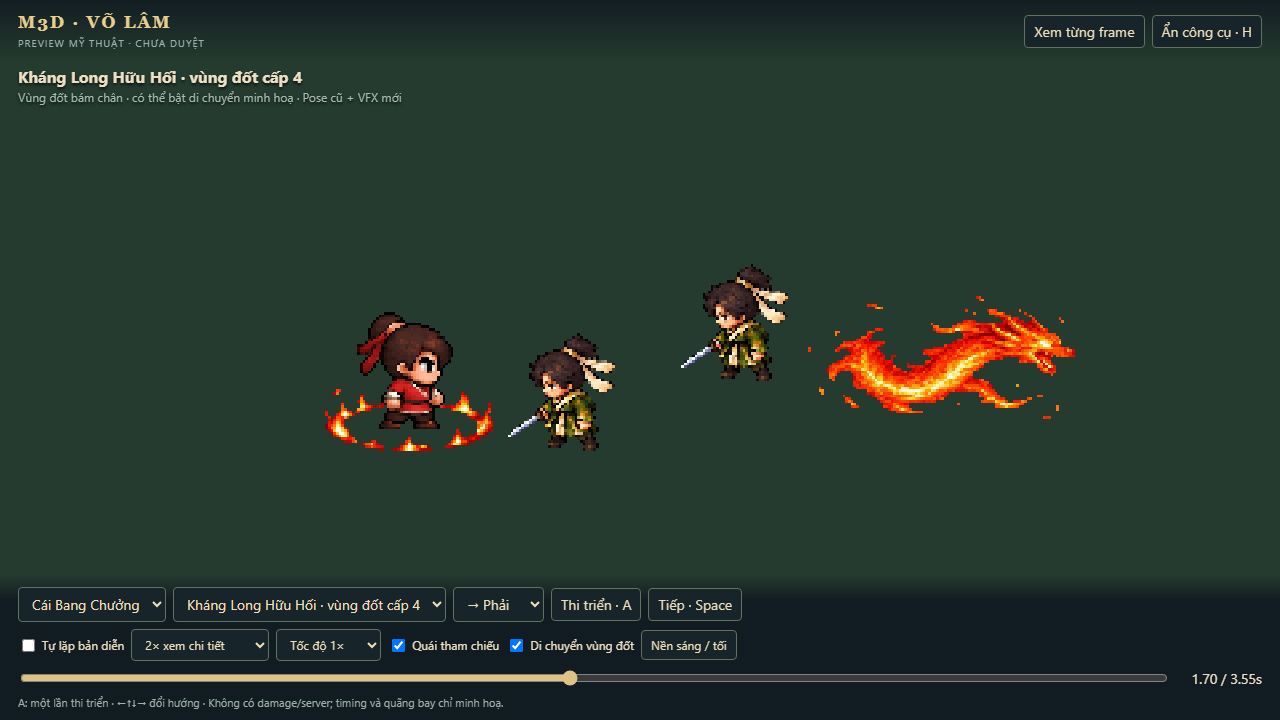 M3D · VÕ LÂM
PREVIEW MỸ THUẬT · CHƯA DUYỆT
Xem từng frame
Ẩn công cụ · H
Kháng Long Hữu Hối · vùng đốt cấp 4
Vùng đốt bám chân · có thể bật di chuyển minh hoạ · Pose cũ + VFX mới
Cái Bang Chưởng
Kháng Long Hữu Hối · vùng đốt cấp 4
→ Phải
Thi triển · A
Tiếp · Space
Tự lặp bản diễn
2× xem chi tiết
Tốc độ 1×
Quái tham chiếu
Di chuyển vùng đốt
Nền sáng / tối
1.70 / 3.55s
A: một lần thi triển · ←↑↓→ đổi hướng · Không có damage/server; timing và quãng bay chỉ minh hoạ.